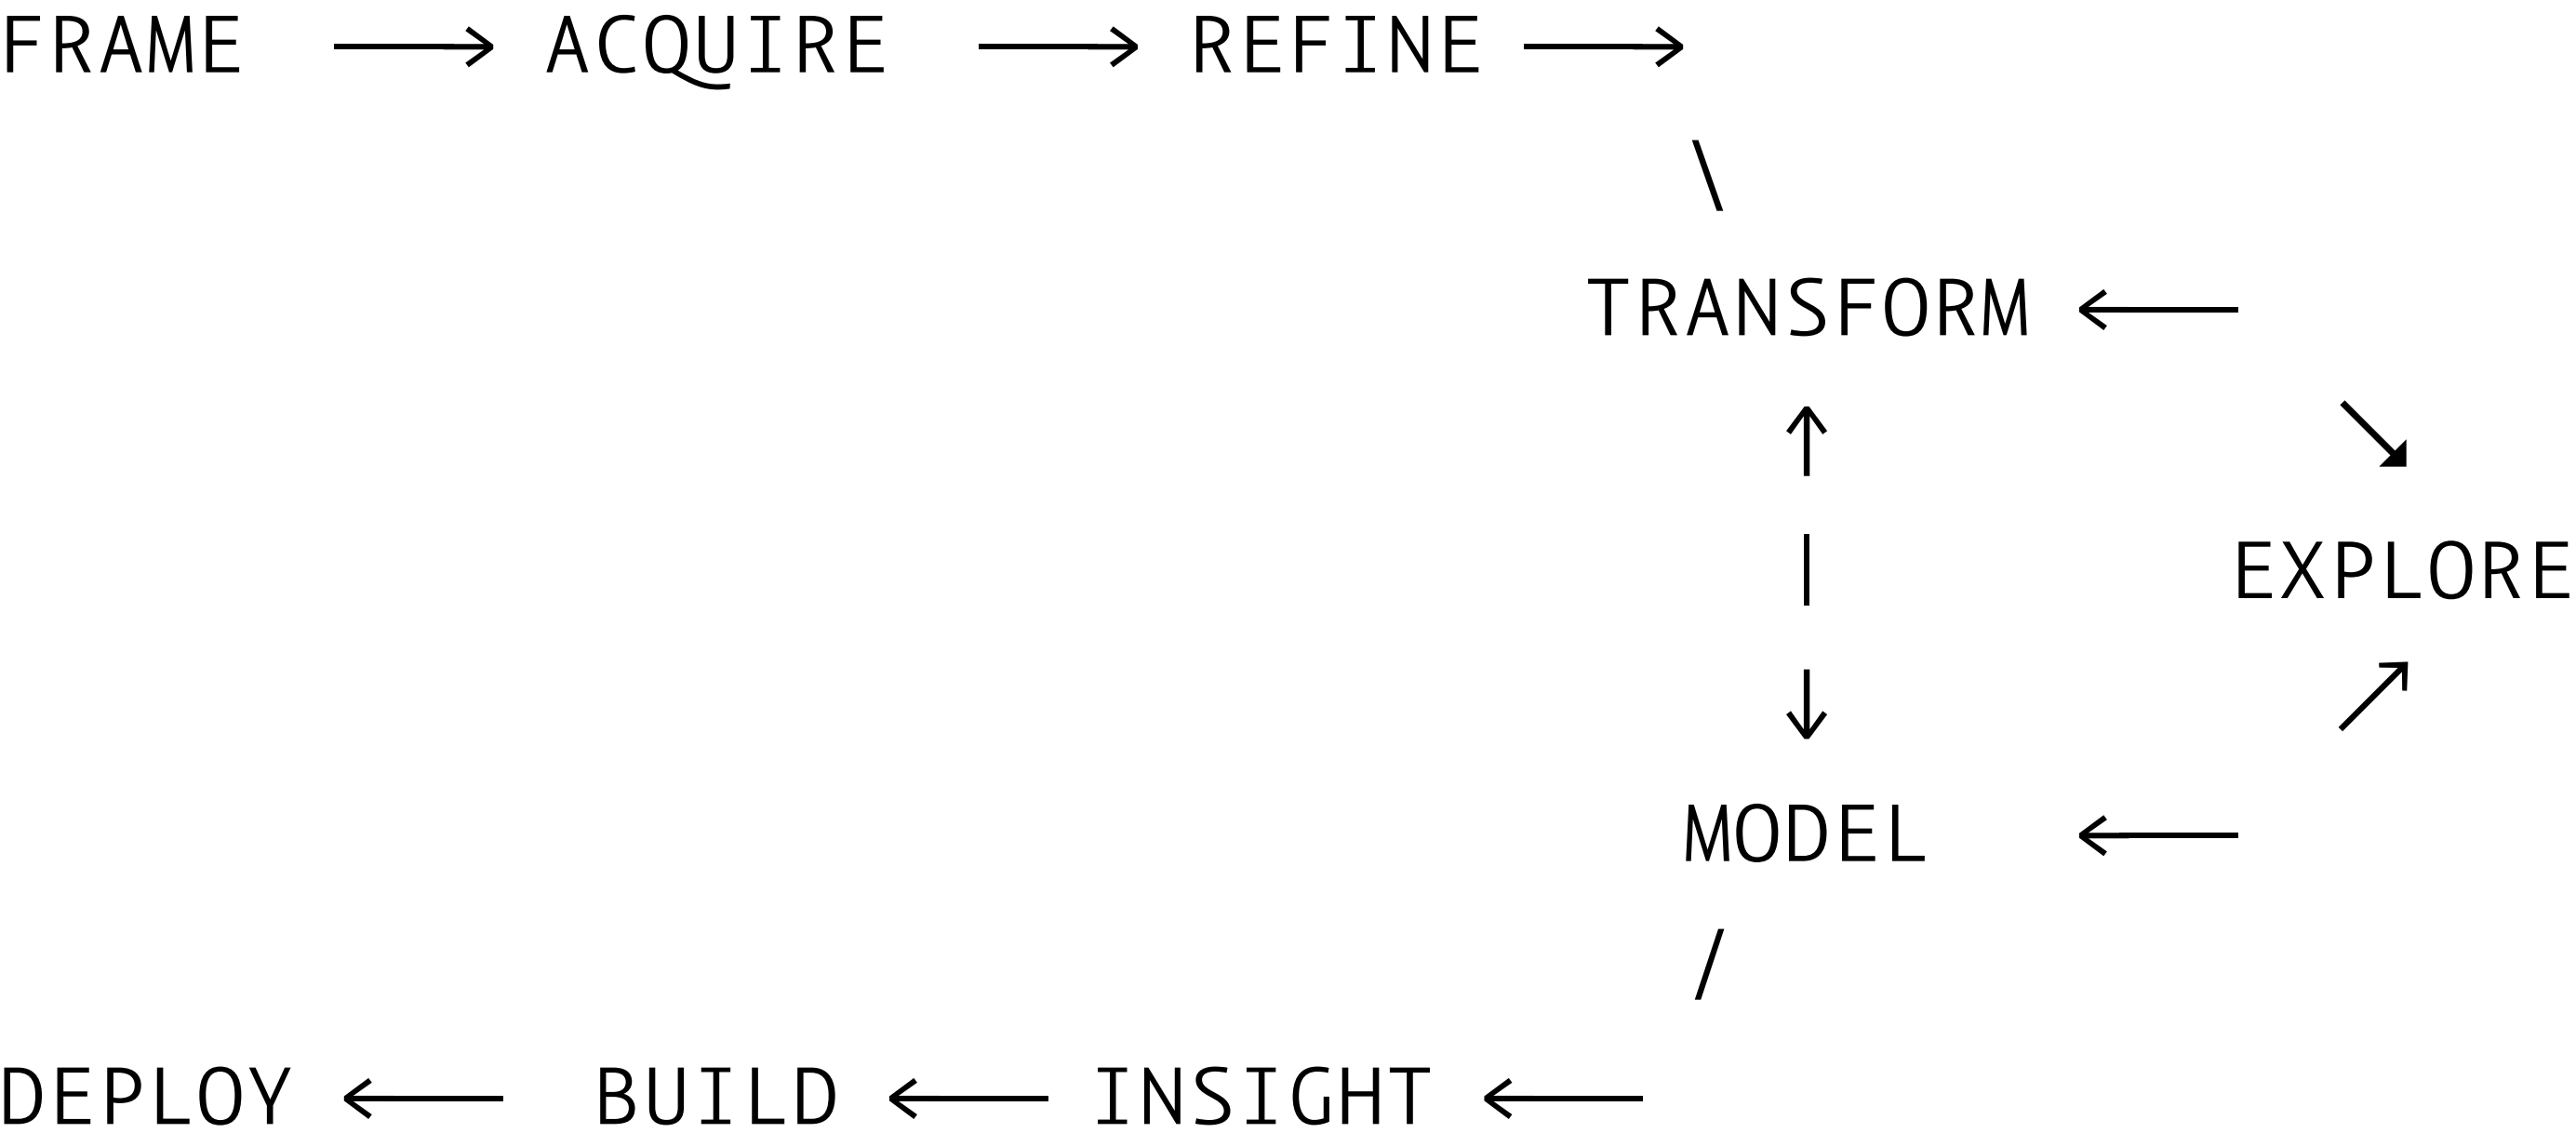 FRAME ⟶ ACQUIRE ⟶ REFINE ⟶
\
TRANSFORM ⟵
↑ ↘
| EXPLORE
↓ ↗
MODEL ⟵
/
DEPLOY ⟵ BUILD ⟵ INSIGHT ⟵